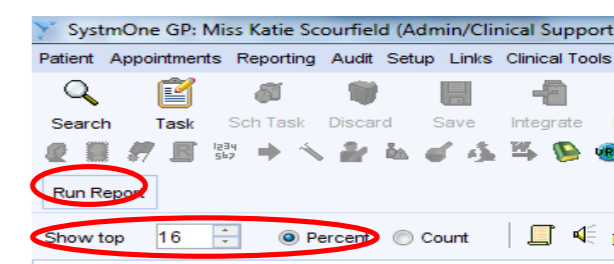 SystmOne GP: Miss Katie Scourfield (Admin/Clinical Support
Patient Appointments Reporting Audit Setup Links Clinical Tools
Search Task Sch Task Discard Save Integrate
Run Report
Show top 16 Percent Count